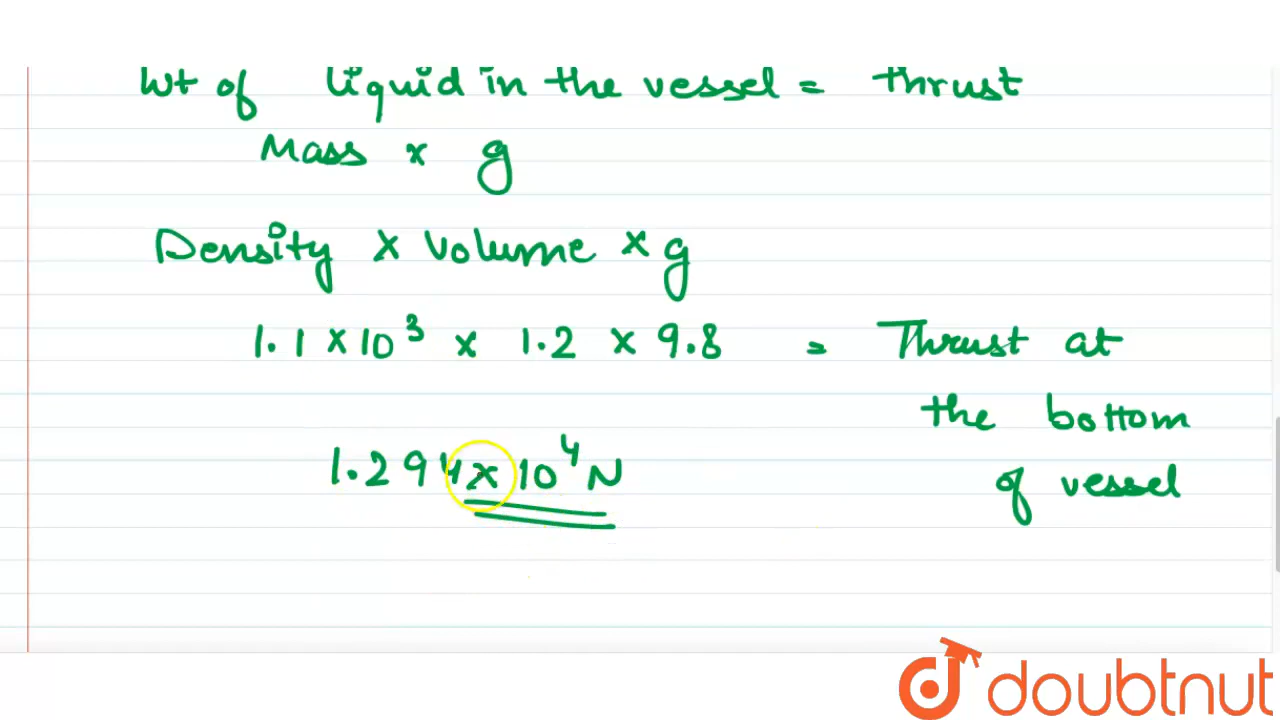 Wt of liquid in the vessel = thrust
Mass x g
Density x volume x g
1.1 x 10³ x 1.2 x 9.8 = Thrust at
the bottom
1.294 x 10⁴ N of vessel
doubtnut